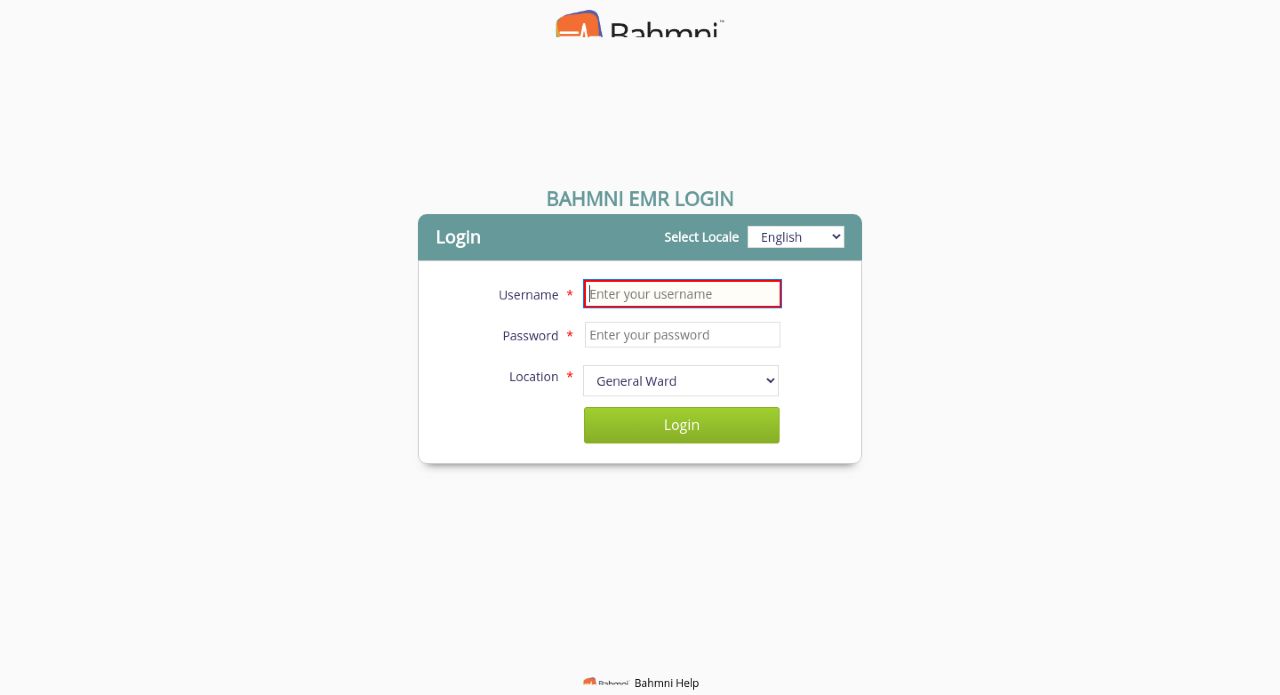 Bahmni™
BAHMNI EMR LOGIN
Login
Select Locale English
Username * Enter your username
Password * Enter your password
Location * General Ward
Login
Bahmni Bahmni Help